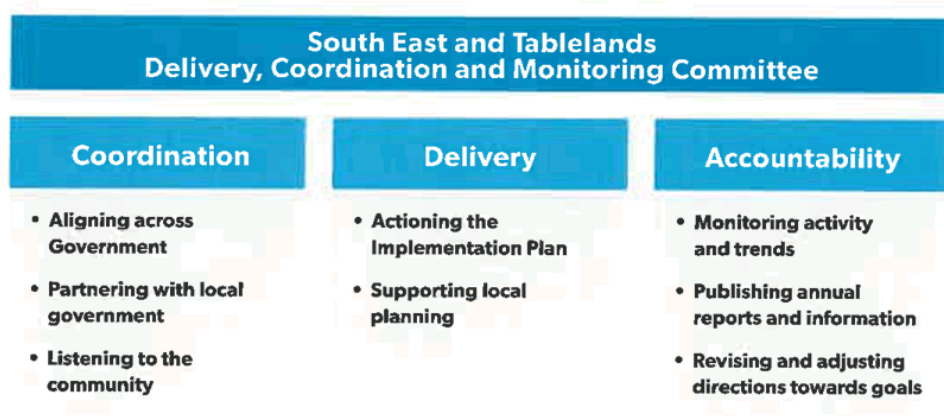 South East and Tablelands
Delivery, Coordination and Monitoring Committee
Coordination
• Aligning across
Government
• Partnering with local
government
• Listening to the
community
Delivery
• Actioning the
Implementation Plan
• Supporting local
planning
Accountability
• Monitoring activity
and trends
• Publishing annual
reports and information
• Revising and adjusting
directions towards goals